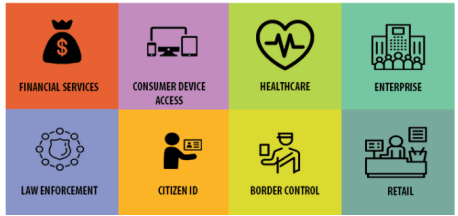 $
FINANCIAL SERVICES
CONSUMER DEVICE
ACCESS
HEALTHCARE
ENTERPRISE
LAW ENFORCEMENT
CITIZEN ID
BORDER CONTROL
RETAIL